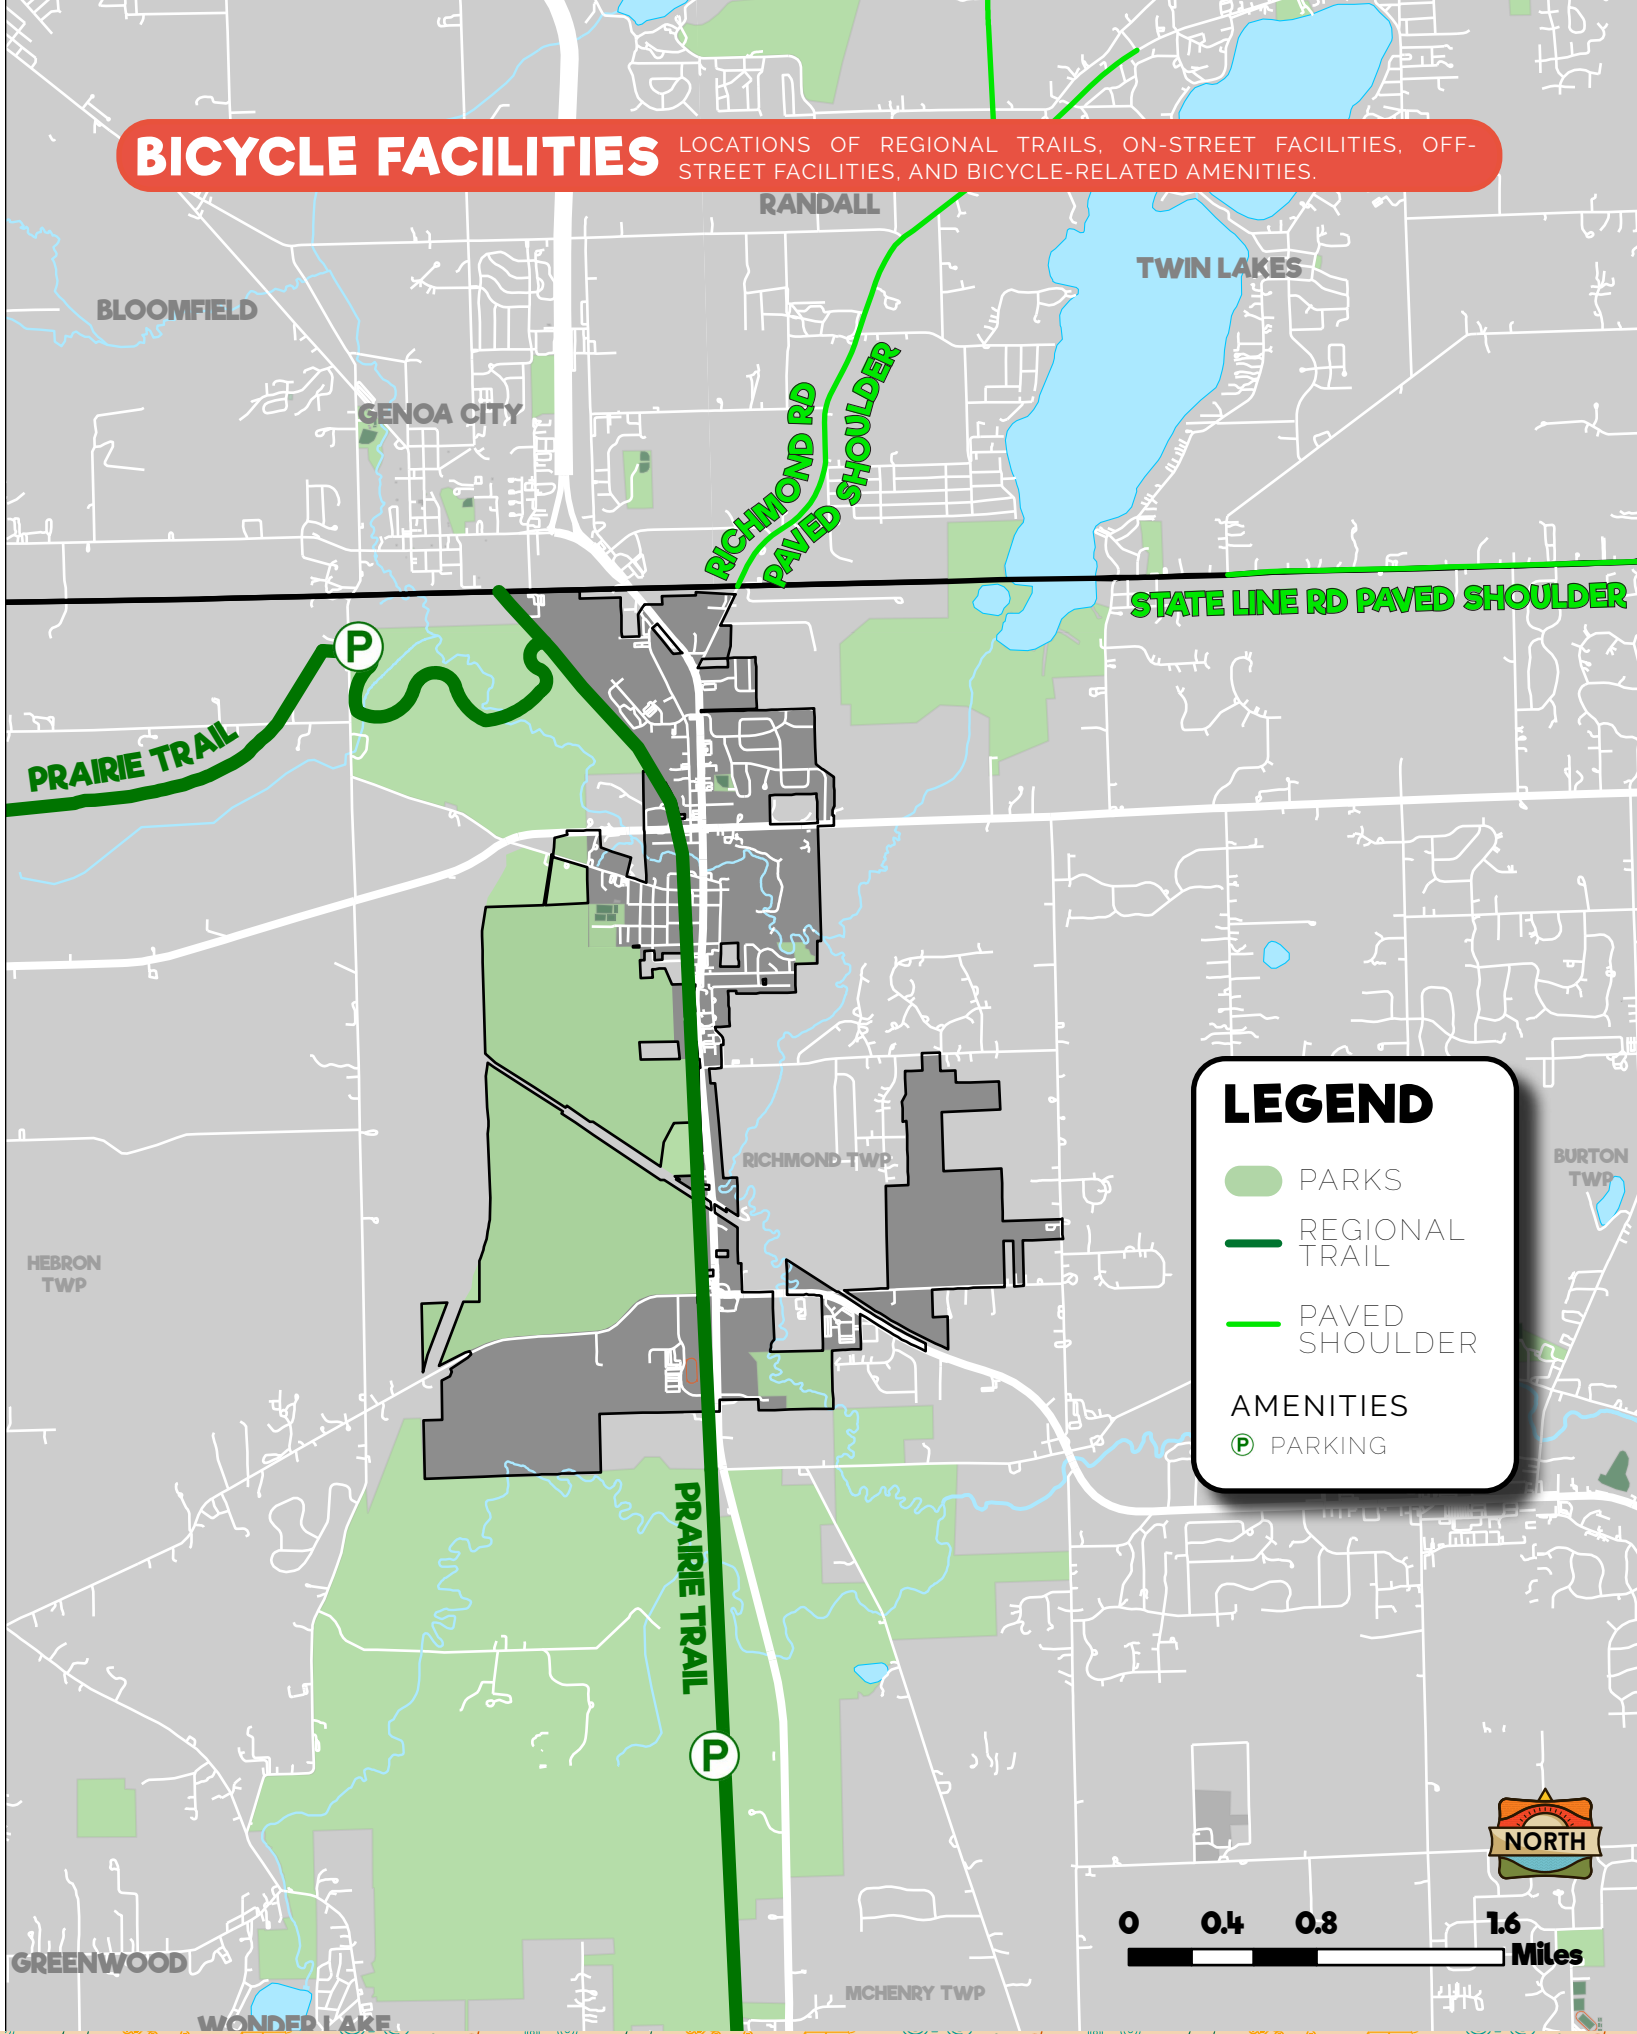 BICYCLE FACILITIES
LOCATIONS OF REGIONAL TRAILS, ON-STREET FACILITIES, OFF-
STREET FACILITIES, AND BICYCLE-RELATED AMENITIES.
RANDALL
TWIN LAKES
BLOOMFIELD
GENOA CITY
RICHMOND RD
PAVED SHOULDER
STATE LINE RD PAVED SHOULDER
P
PRAIRIE TRAIL
LEGEND
PARKS
REGIONAL
TRAIL
PAVED
SHOULDER
AMENITIES
P PARKING
RICHMOND TWP
BURTON
TWP
HEBRON
TWP
PRAIRIE TRAIL
P
NORTH
0 0.4 0.8 1.6
Miles
GREENWOOD
MCHENRY TWP
WONDER LAKE